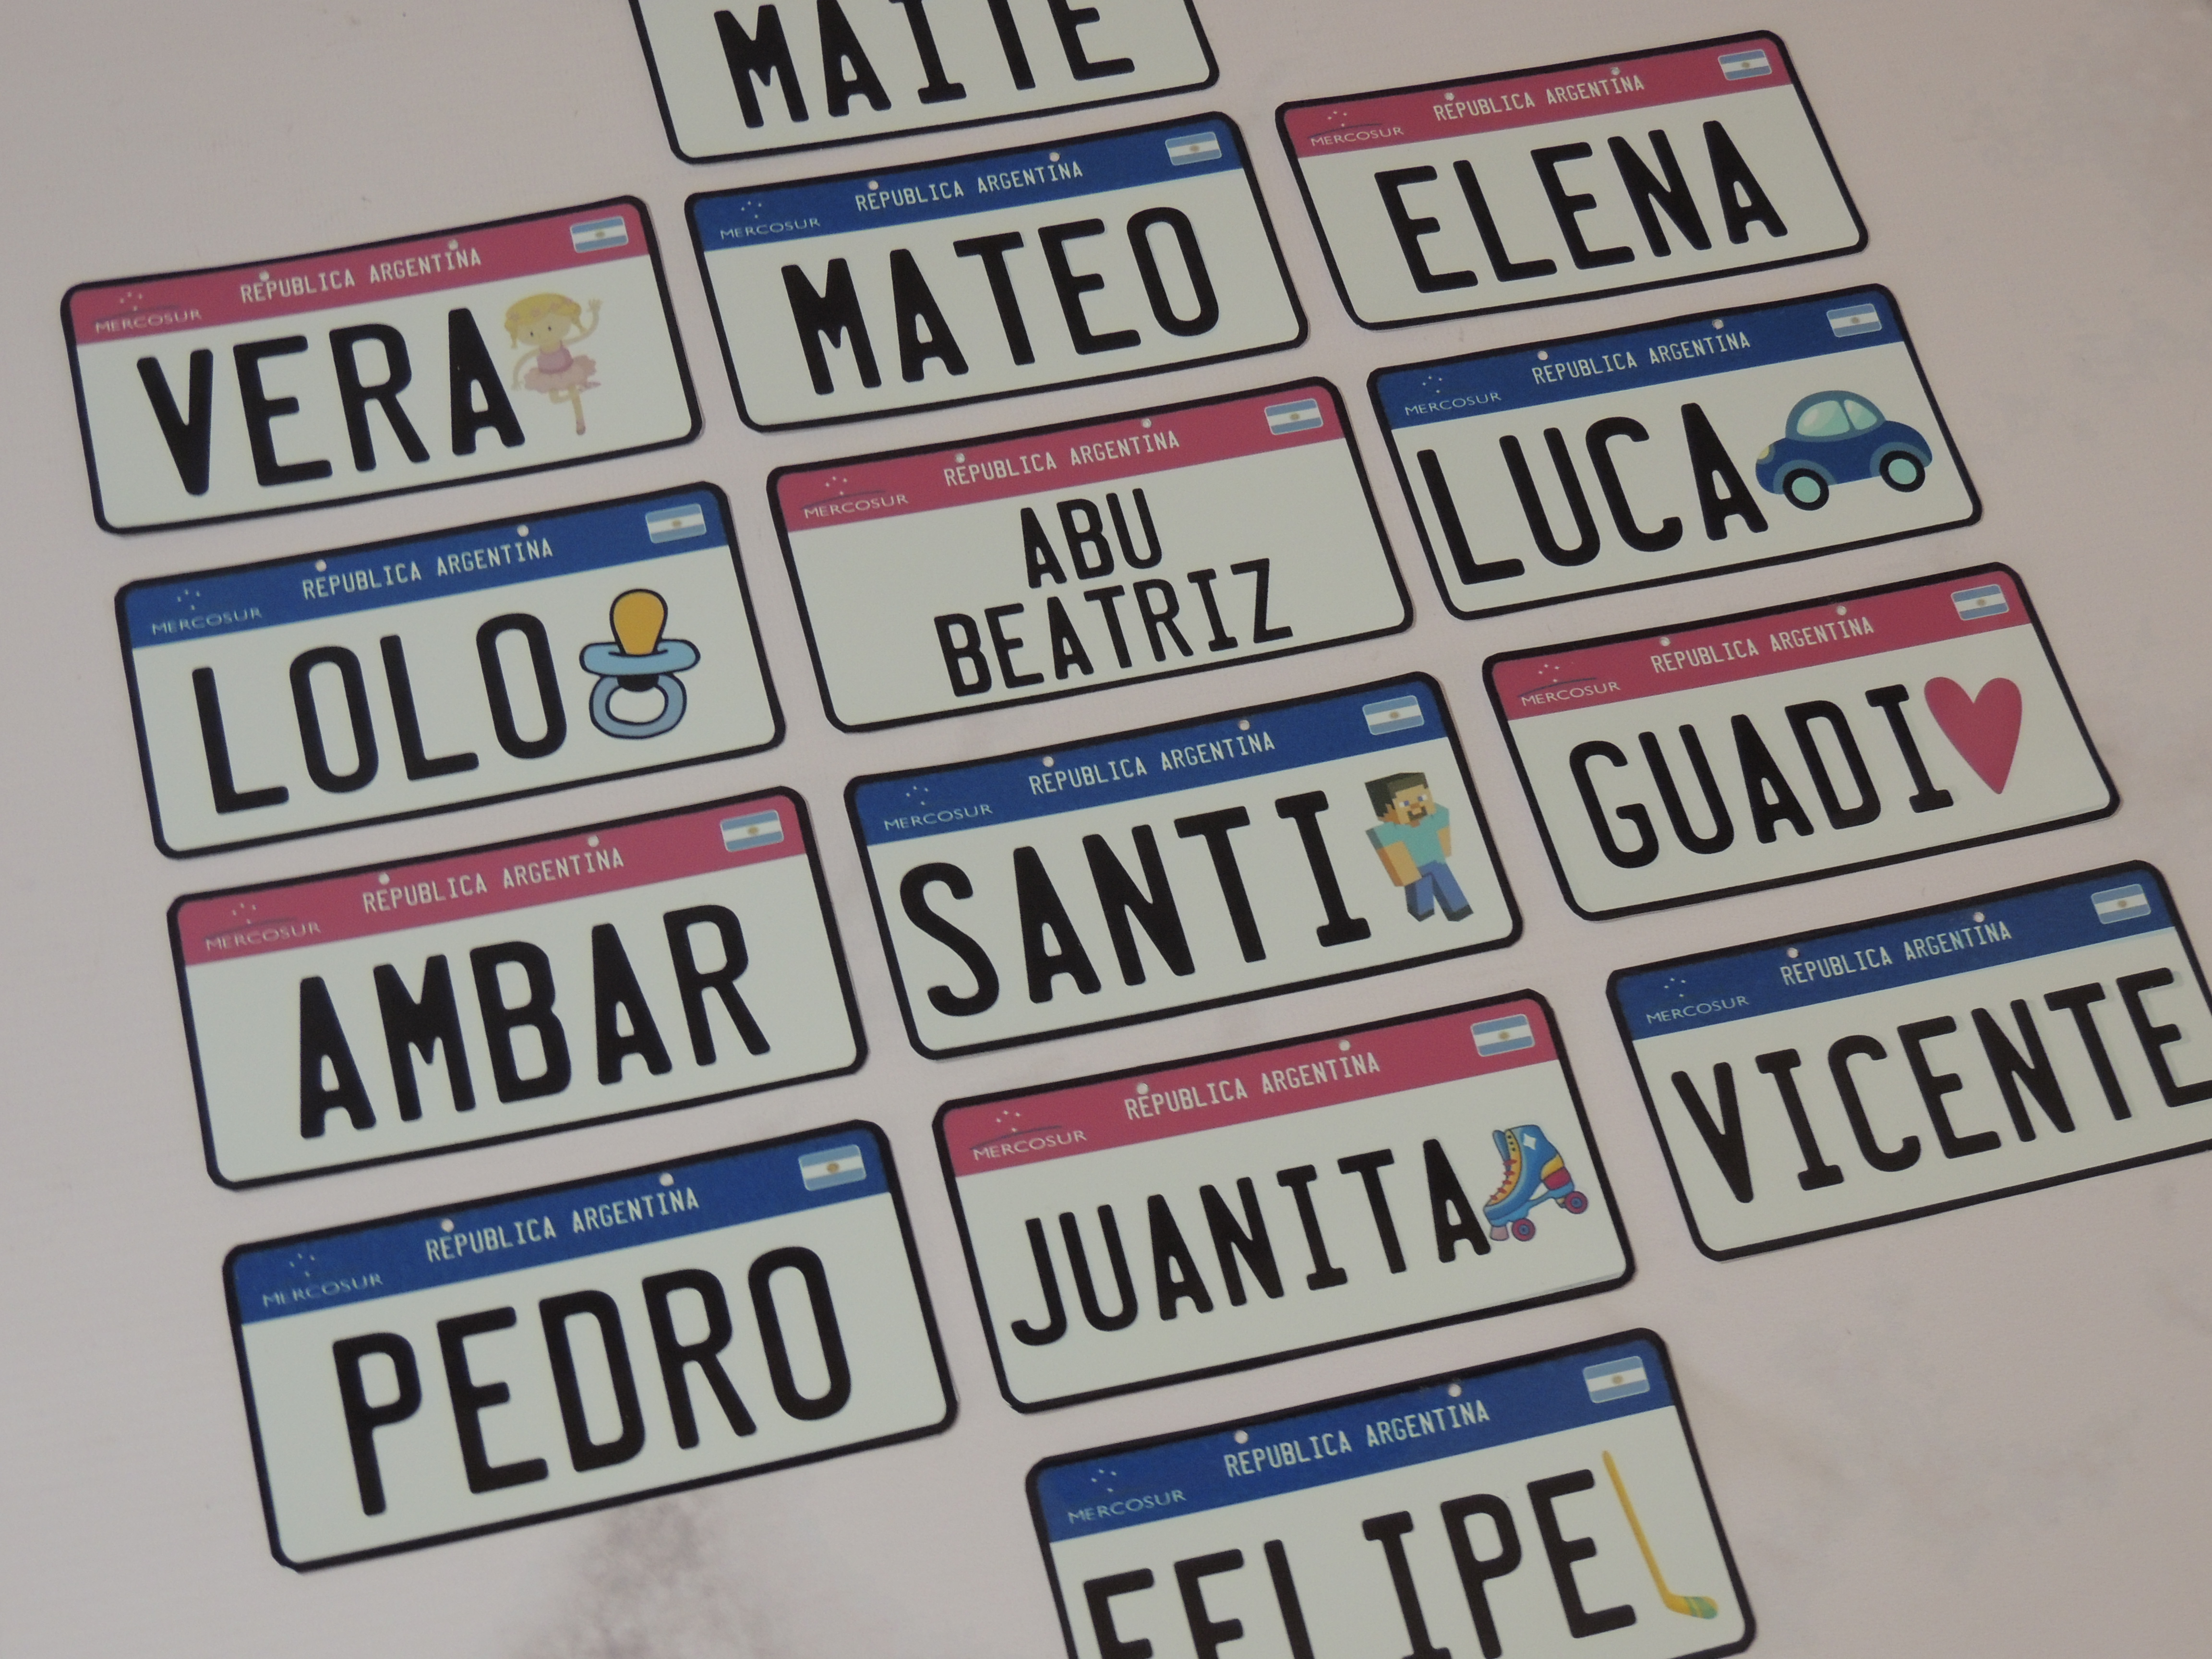 MAITE
REPUBLICA ARGENTINA
MERCOSUR
ELENA
REPUBLICA ARGENTINA
MERCOSUR
MATEO
REPUBLICA ARGENTINA
MERCOSUR
VERA
REPUBLICA ARGENTINA
MERCOSUR
LUCA
REPUBLICA ARGENTINA
MERCOSUR
ABU
BEATRIZ
REPUBLICA ARGENTINA
MERCOSUR
LOLO
REPUBLICA ARGENTINA
MERCOSUR
GUADI
REPUBLICA ARGENTINA
MERCOSUR
SANTI
REPUBLICA ARGENTINA
MERCOSUR
AMBAR
REPUBLICA ARGENTINA
MERCOSUR
VICENTE
REPUBLICA ARGENTINA
MERCOSUR
JUANITA
REPUBLICA ARGENTINA
MERCOSUR
PEDRO
REPUBLICA ARGENTINA
MERCOSUR
FELIPE